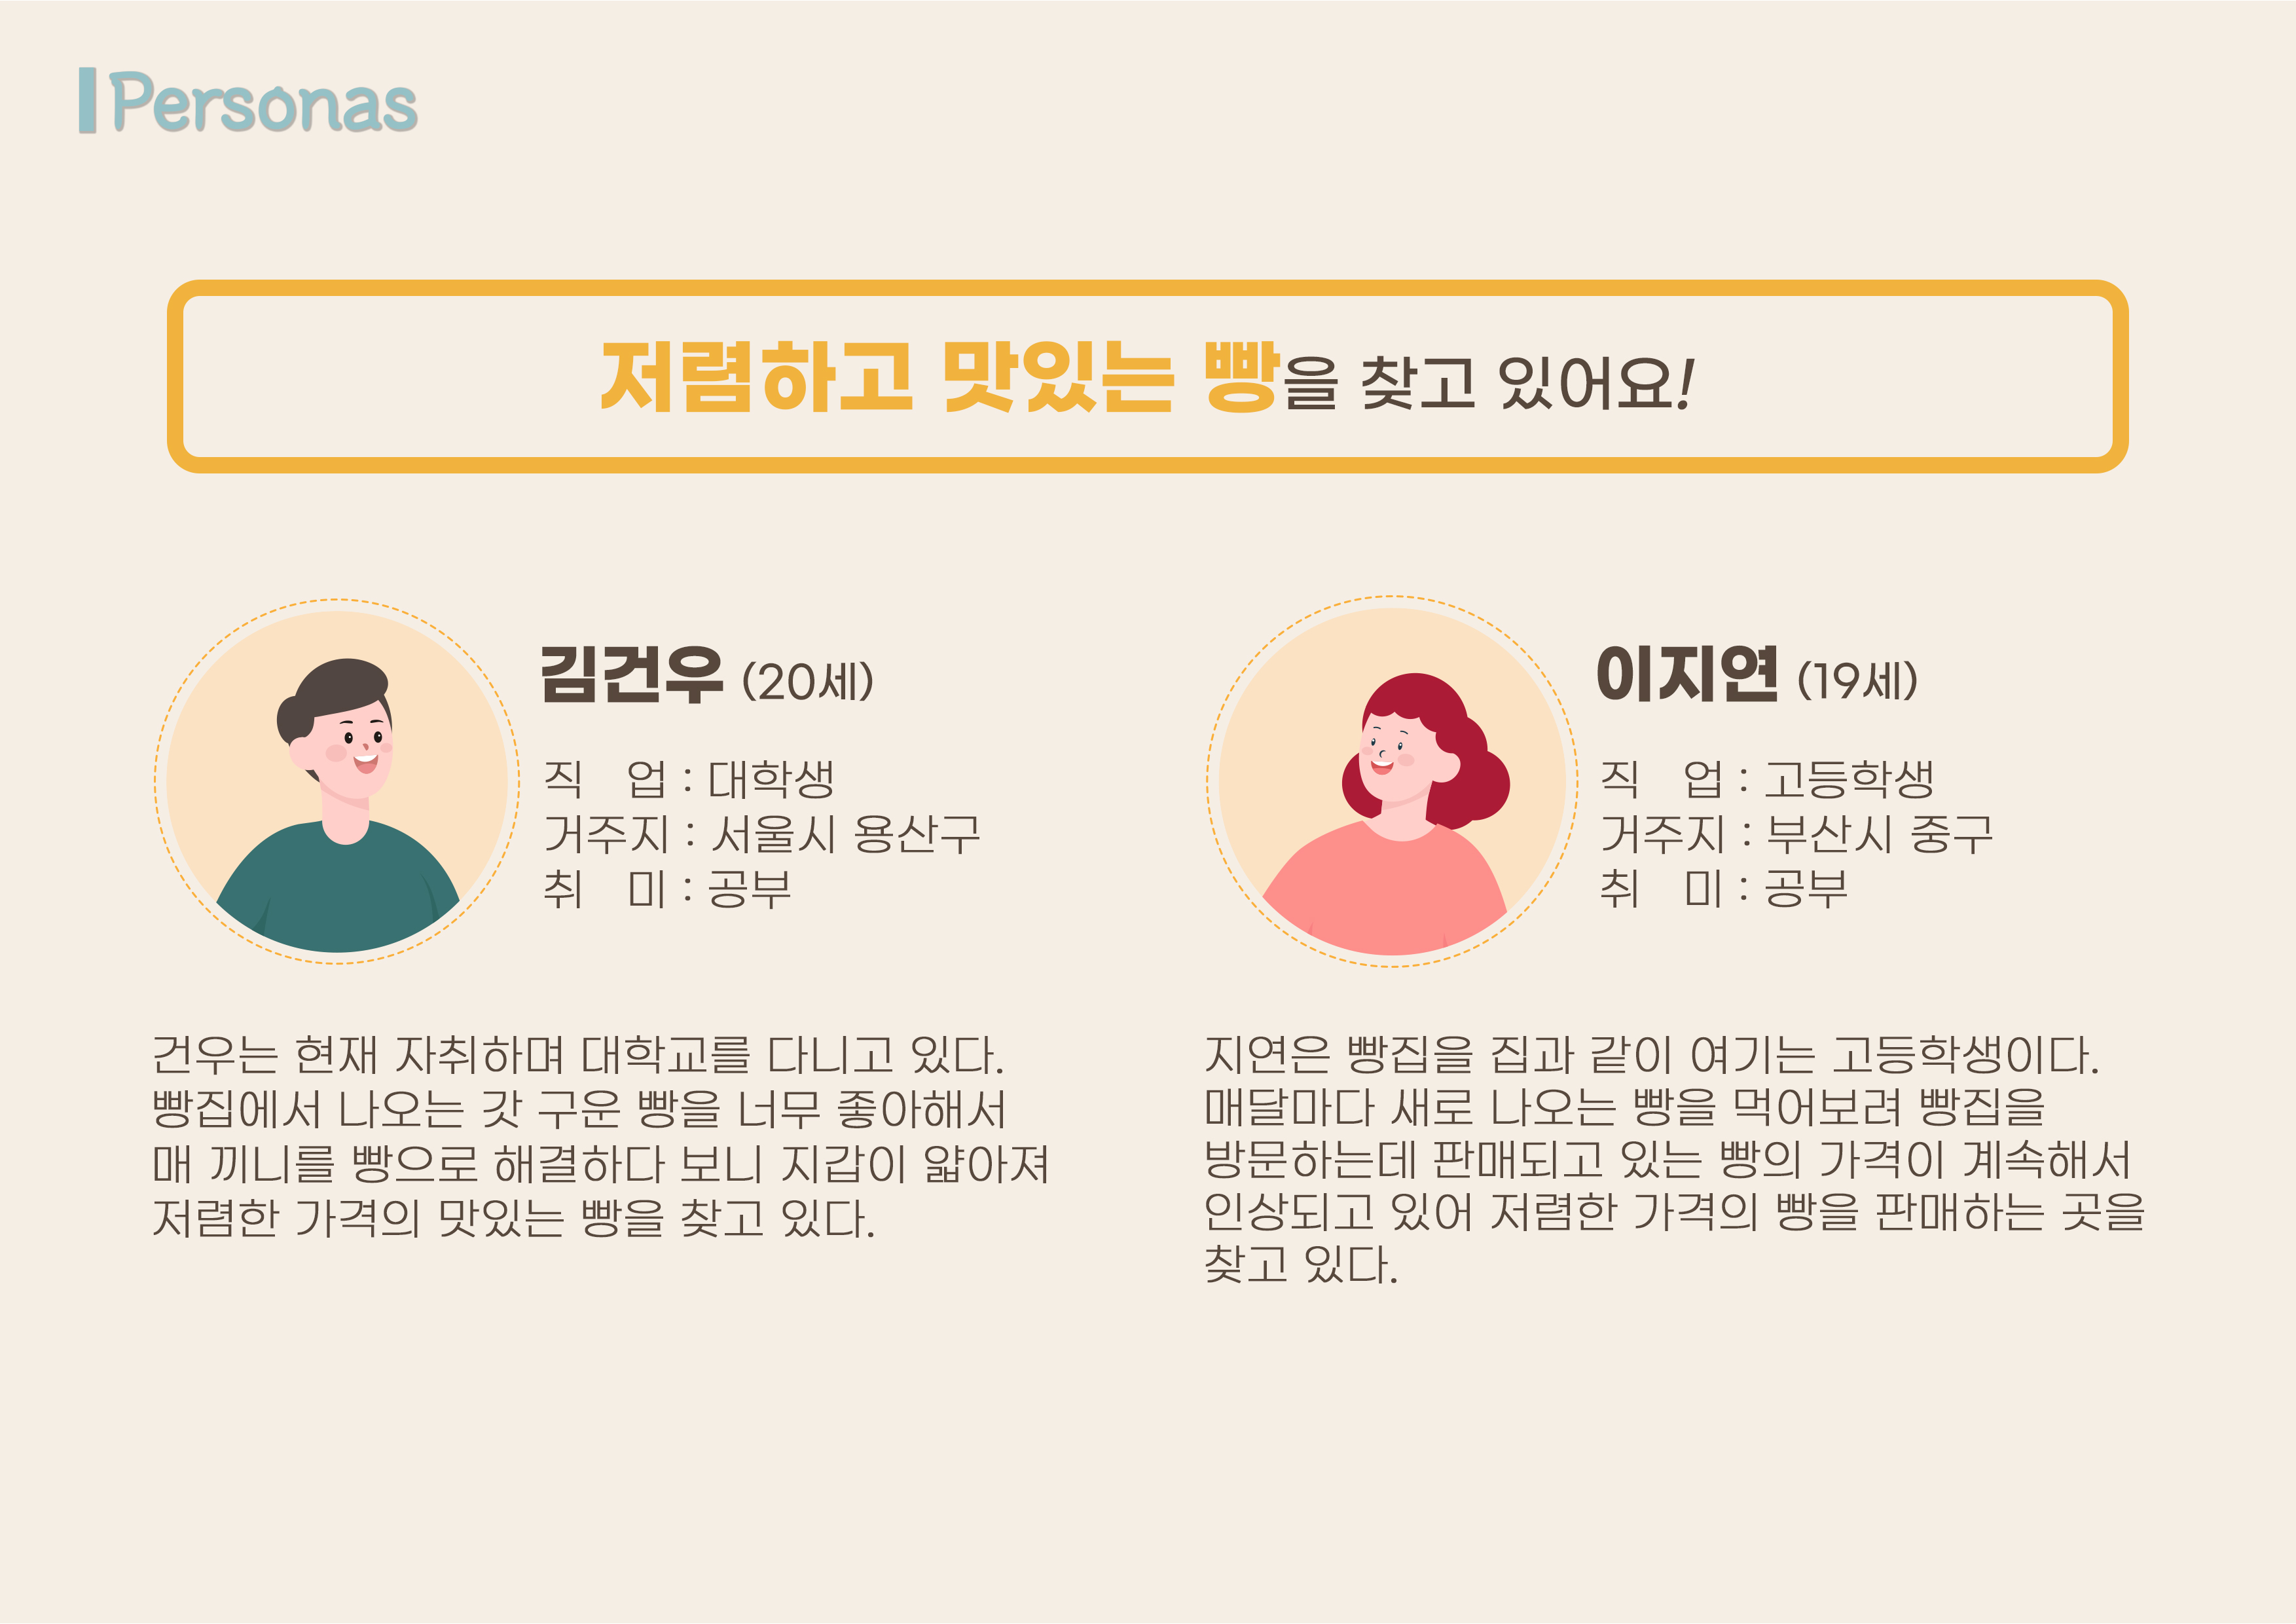 Personas
저렴하고 맛있는 빵을 찾고 있어요!
김건우 (20세)
직 업 : 대학생
거주지 : 서울시 용산구
취 미 : 공부
건우는 현재 자취하며 대학교를 다니고 있다.
빵집에서 나오는 갓 구운 빵을 너무 좋아해서
매 끼니를 빵으로 해결하다 보니 지갑이 얇아져
저렴한 가격의 맛있는 빵을 찾고 있다.
이지연 (19세)
직 업 : 고등학생
거주지 : 부산시 중구
취 미 : 공부
지연은 빵집을 집과 같이 여기는 고등학생이다.
매달마다 새로 나오는 빵을 먹어보려 빵집을
방문하는데 판매되고 있는 빵의 가격이 계속해서
인상되고 있어 저렴한 가격의 빵을 판매하는 곳을
찾고 있다.